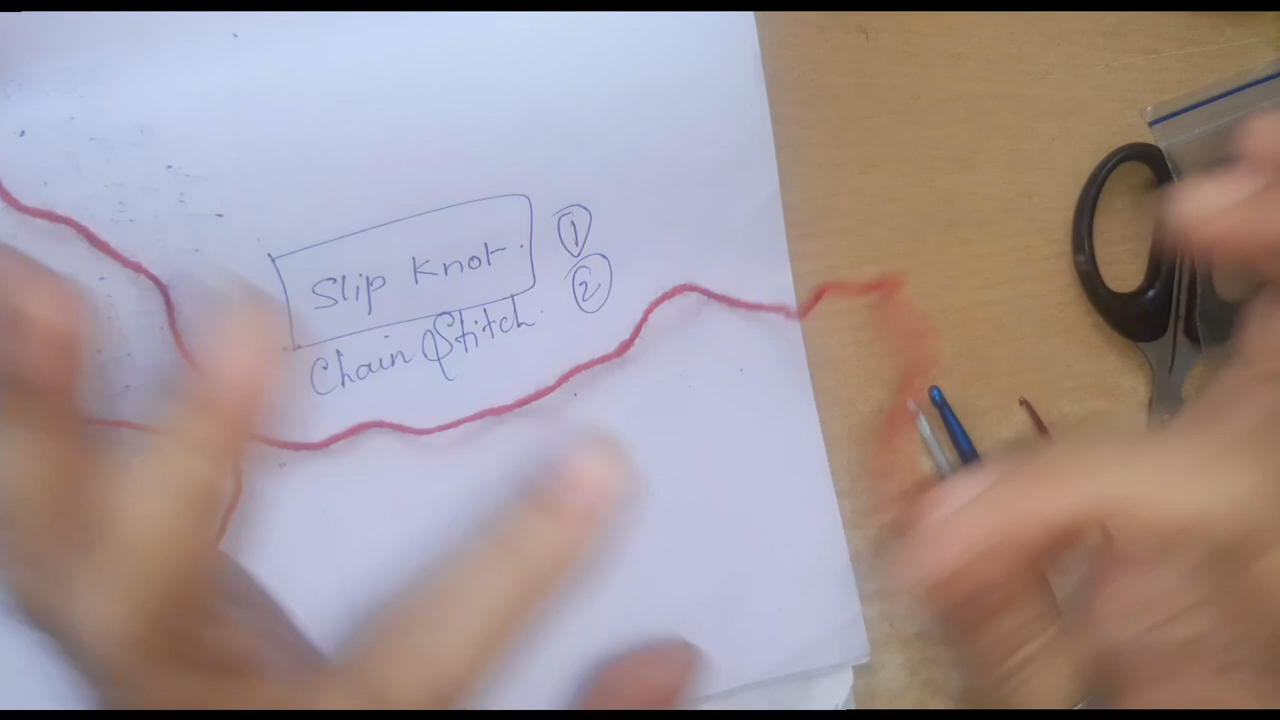 Slip Knot. ①
②
Chain Stitch.